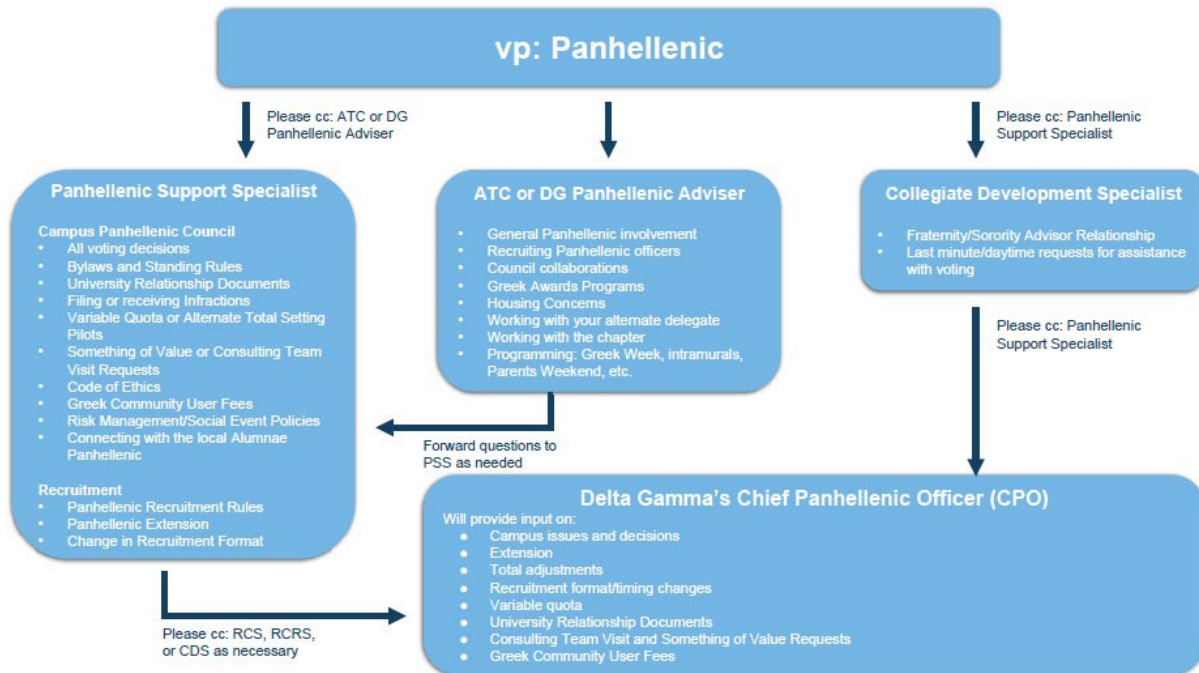 vp: Panhellenic
Please cc: ATC or DG
Panhellenic Adviser
Please cc: Panhellenic
Support Specialist
Panhellenic Support Specialist
Campus Panhellenic Council
• All voting decisions
• Bylaws and Standing Rules
• University Relationship Documents
• Filing or receiving Infractions
• Variable Quota or Alternate Total Setting
Pilots
• Something of Value or Consulting Team
Visit Requests
• Code of Ethics
• Greek Community User Fees
• Risk Management/Social Event Policies
• Connecting with the local Alumnae
Panhellenic
Recruitment
• Panhellenic Recruitment Rules
• Panhellenic Extension
• Change in Recruitment Format
ATC or DG Panhellenic Adviser
• General Panhellenic involvement
• Recruiting Panhellenic officers
• Council collaborations
• Greek Awards Programs
• Housing Concerns
• Working with your alternate delegate
• Working with the chapter
• Programming: Greek Week, intramurals,
Parents Weekend, etc.
Collegiate Development Specialist
• Fraternity/Sorority Advisor Relationship
• Last minute/daytime requests for assistance
with voting
Please cc: Panhellenic
Support Specialist
Forward questions to
PSS as needed
Delta Gamma's Chief Panhellenic Officer (CPO)
Will provide input on:
● Campus issues and decisions
● Extension
● Total adjustments
● Recruitment format/timing changes
● Variable quota
● University Relationship Documents
● Consulting Team Visit and Something of Value Requests
● Greek Community User Fees
Please cc: RCS, RCRS,
or CDS as necessary